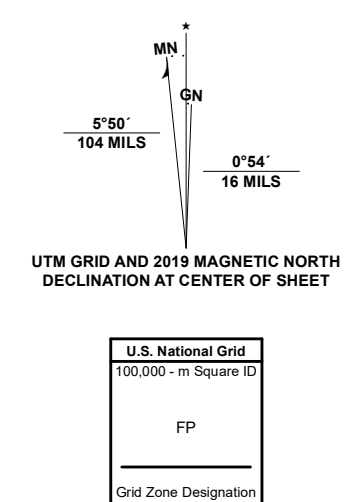 ★
MN
GN
5°50´
104 MILS
0°54´
16 MILS
UTM GRID AND 2019 MAGNETIC NORTH
DECLINATION AT CENTER OF SHEET
U.S. National Grid
100,000 - m Square ID
FP
Grid Zone Designation